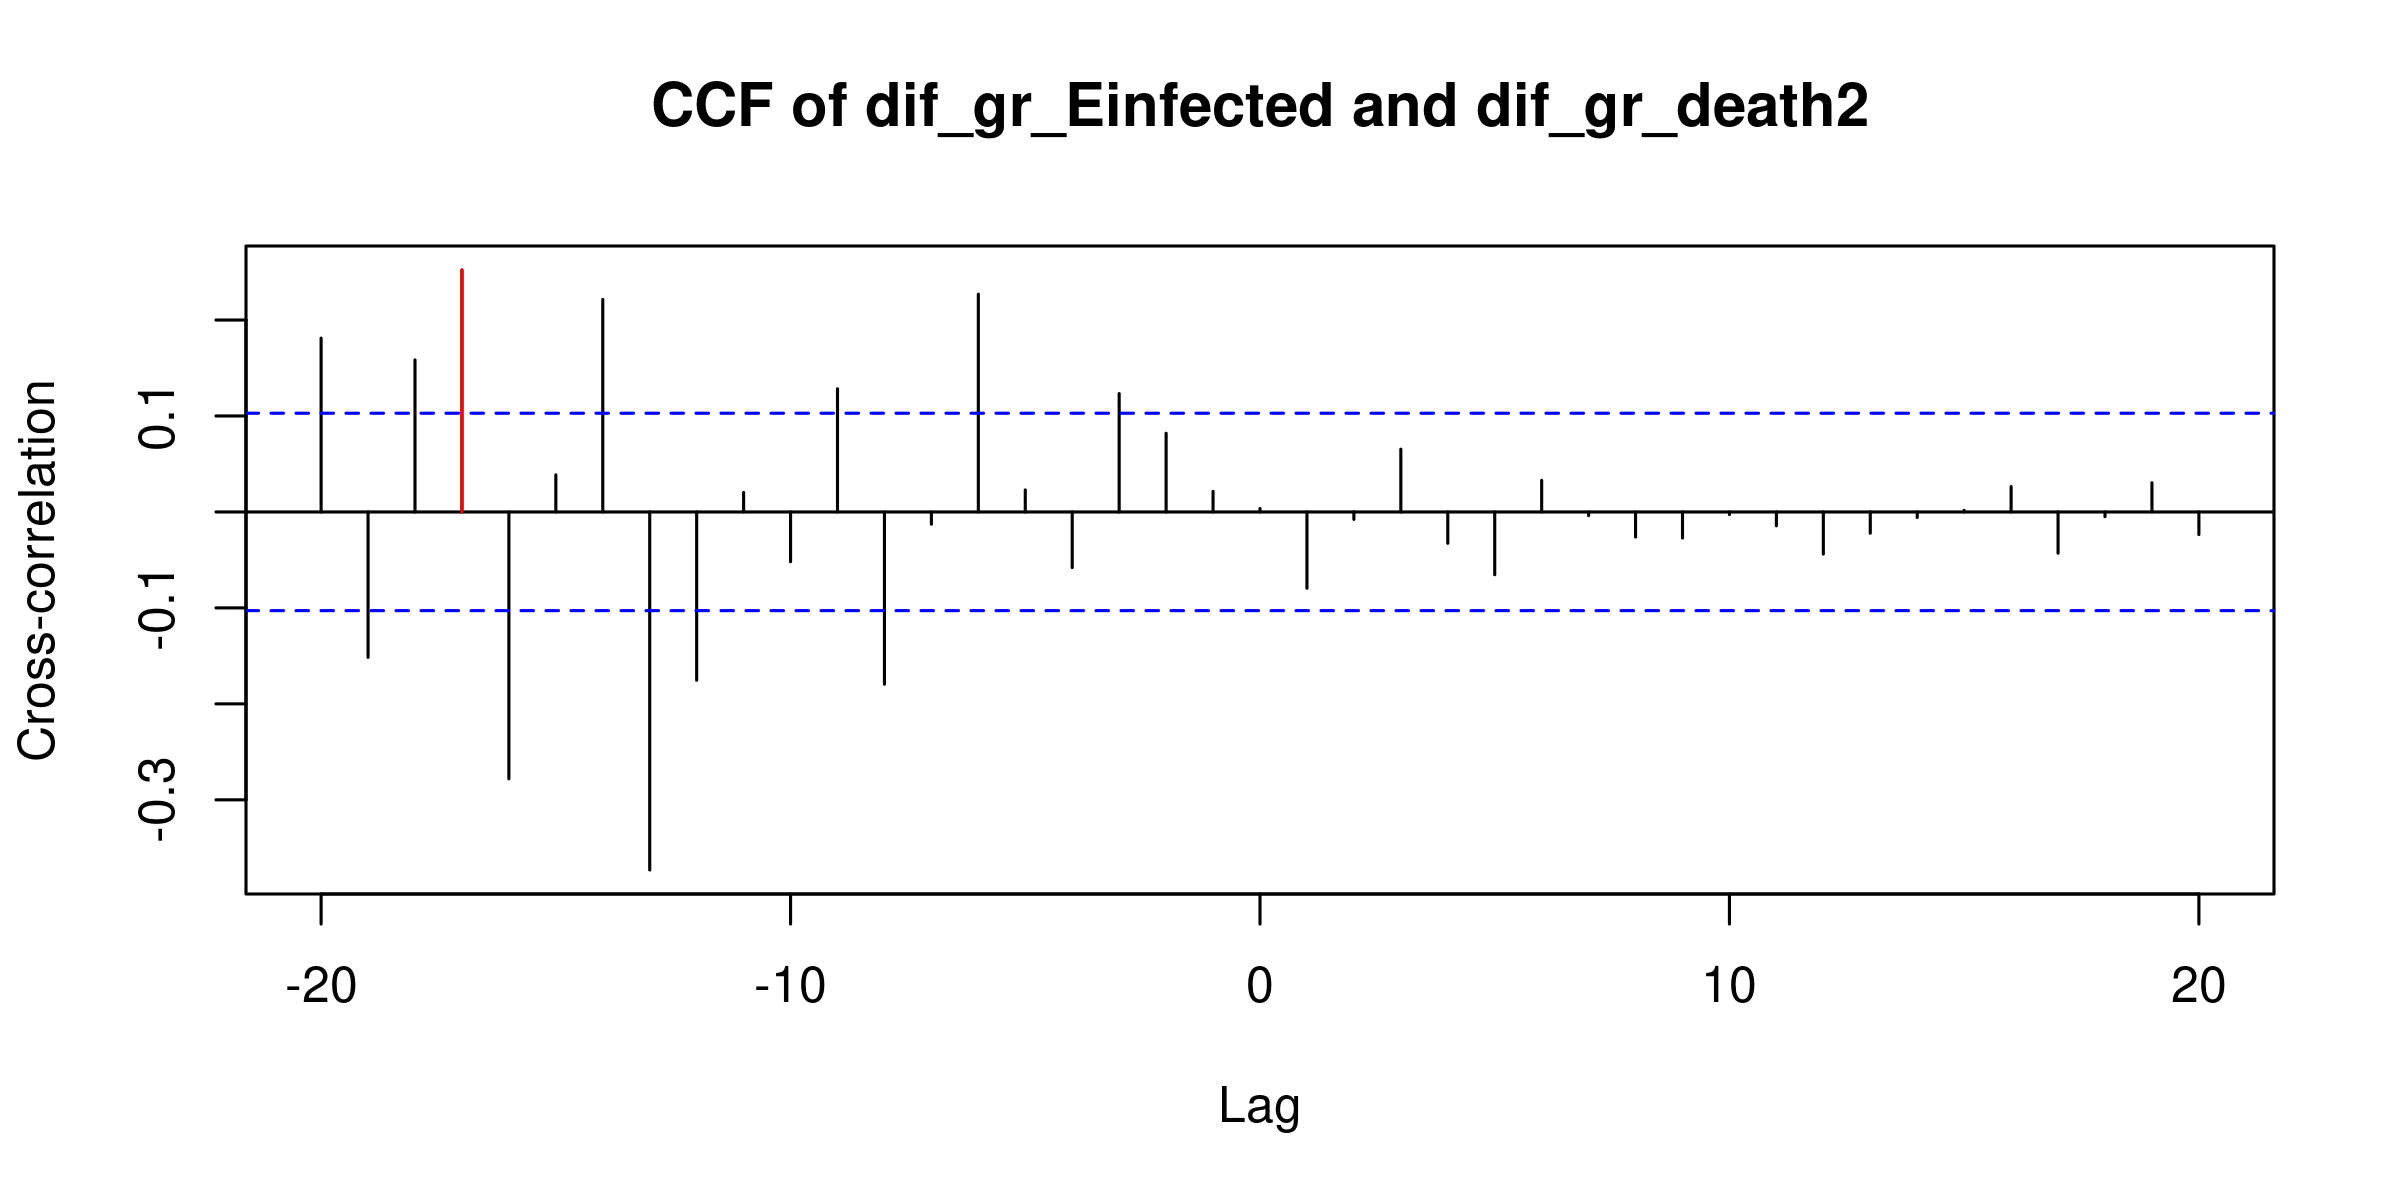 CCF of dif_gr_Einfected and dif_gr_death2
Cross-correlation
0.1
-0.1
-0.3
-20 -10 0 10 20
Lag